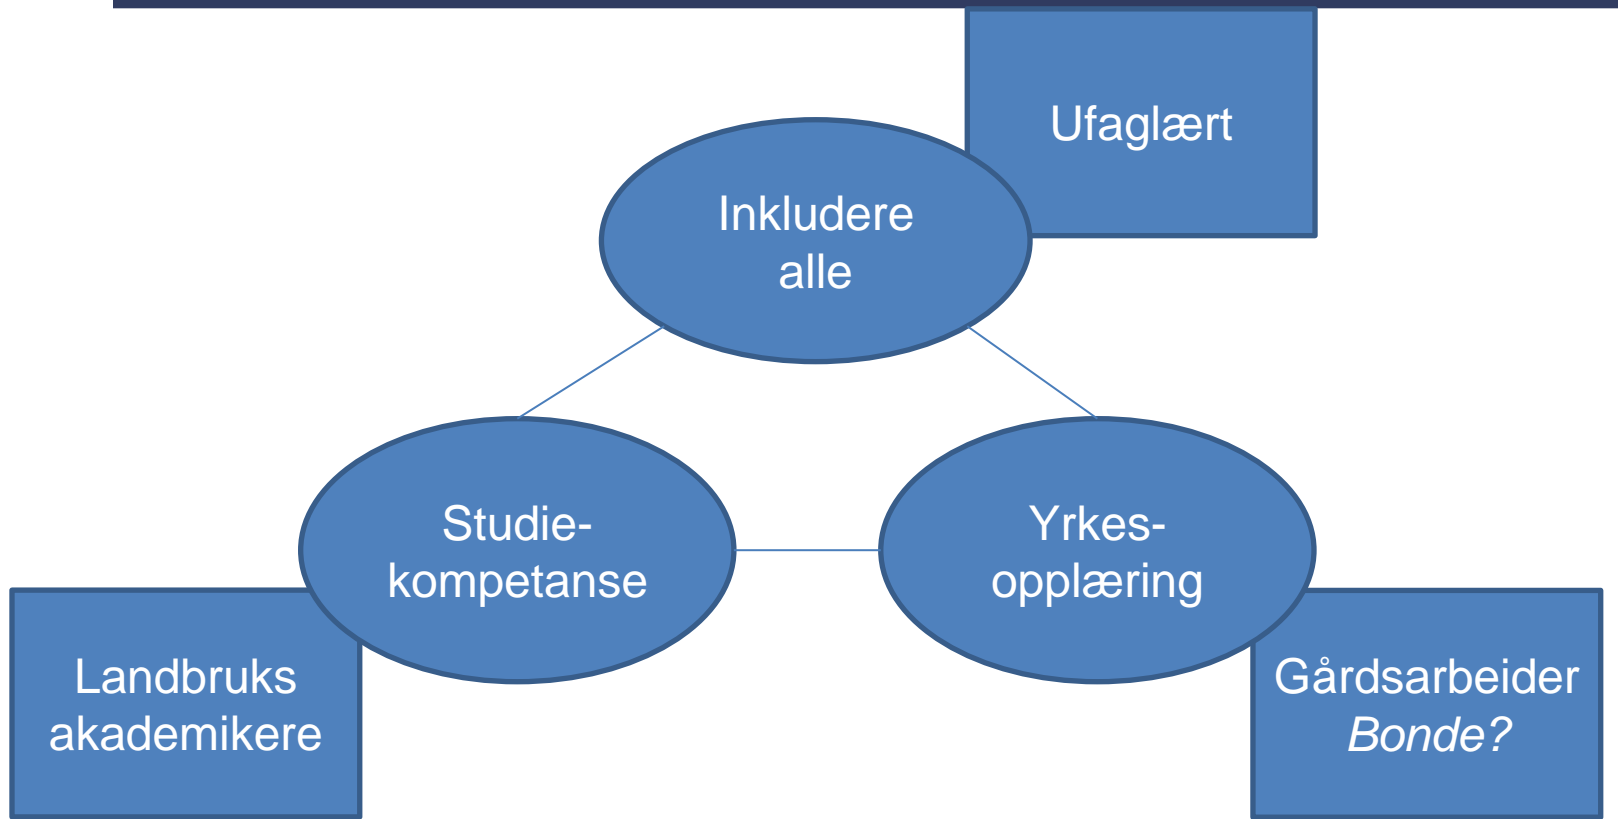 Ufaglært
Inkludere
alle
Studie-
kompetanse
Yrkes-
opplæring
Landbruks
akademikere
Gårdsarbeider
Bonde?